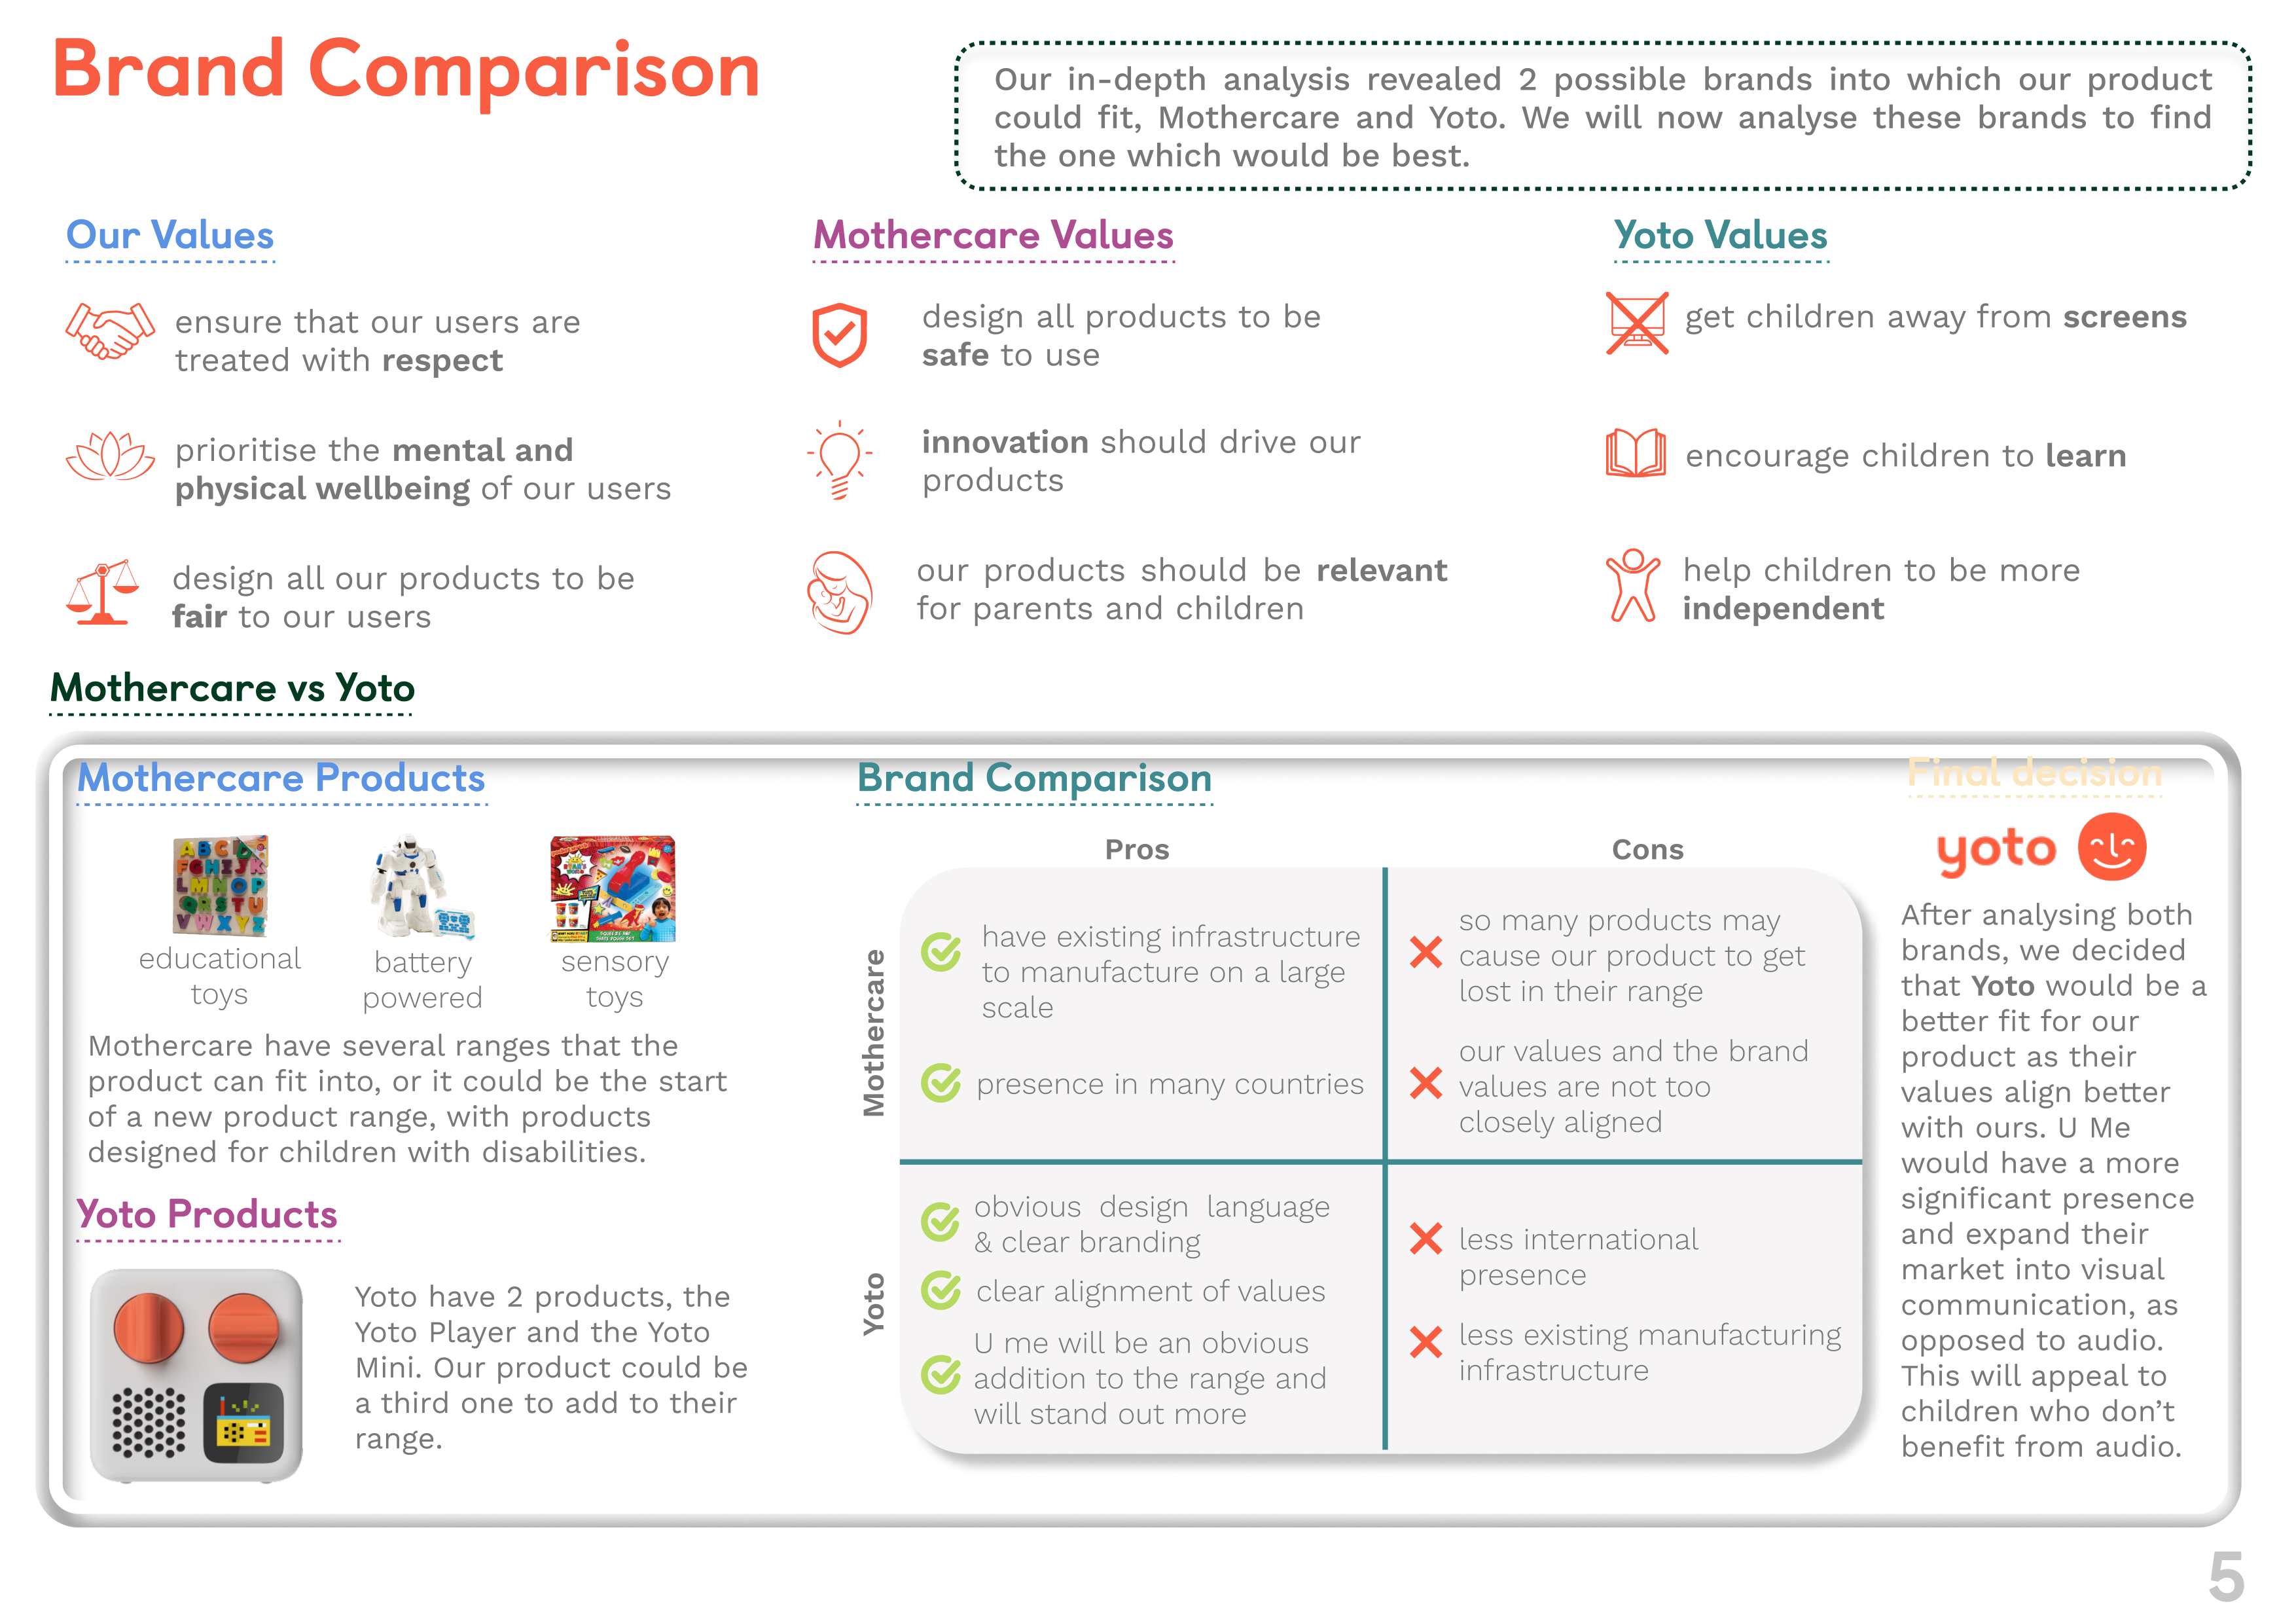 Brand Comparison
Our in-depth analysis revealed 2 possible brands into which our product
could fit, Mothercare and Yoto. We will now analyse these brands to find
the one which would be best.
Our Values
ensure that our users are
treated with respect
prioritise the mental and
physical wellbeing of our users
design all our products to be
fair to our users
Mothercare Values
design all products to be
safe to use
innovation should drive our
products
our products should be relevant
for parents and children
Yoto Values
get children away from screens
encourage children to learn
help children to be more
independent
Mothercare vs Yoto
Mothercare Products
educational
toys
battery
powered
sensory
toys
Mothercare have several ranges that the
product can fit into, or it could be the start
of a new product range, with products
designed for children with disabilities.
Yoto Products
Yoto have 2 products, the
Yoto Player and the Yoto
Mini. Our product could be
a third one to add to their
range.
Brand Comparison
Pros
Cons
Mothercare
have existing infrastructure
to manufacture on a large
scale
presence in many countries
so many products may
cause our product to get
lost in their range
our values and the brand
values are not too
closely aligned
Yoto
obvious design language
& clear branding
clear alignment of values
U me will be an obvious
addition to the range and
will stand out more
less international
presence
less existing manufacturing
infrastructure
Final decision
yoto
After analysing both
brands, we decided
that Yoto would be a
better fit for our
product as their
values align better
with ours. U Me
would have a more
significant presence
and expand their
market into visual
communication, as
opposed to audio.
This will appeal to
children who don’t
benefit from audio.
5